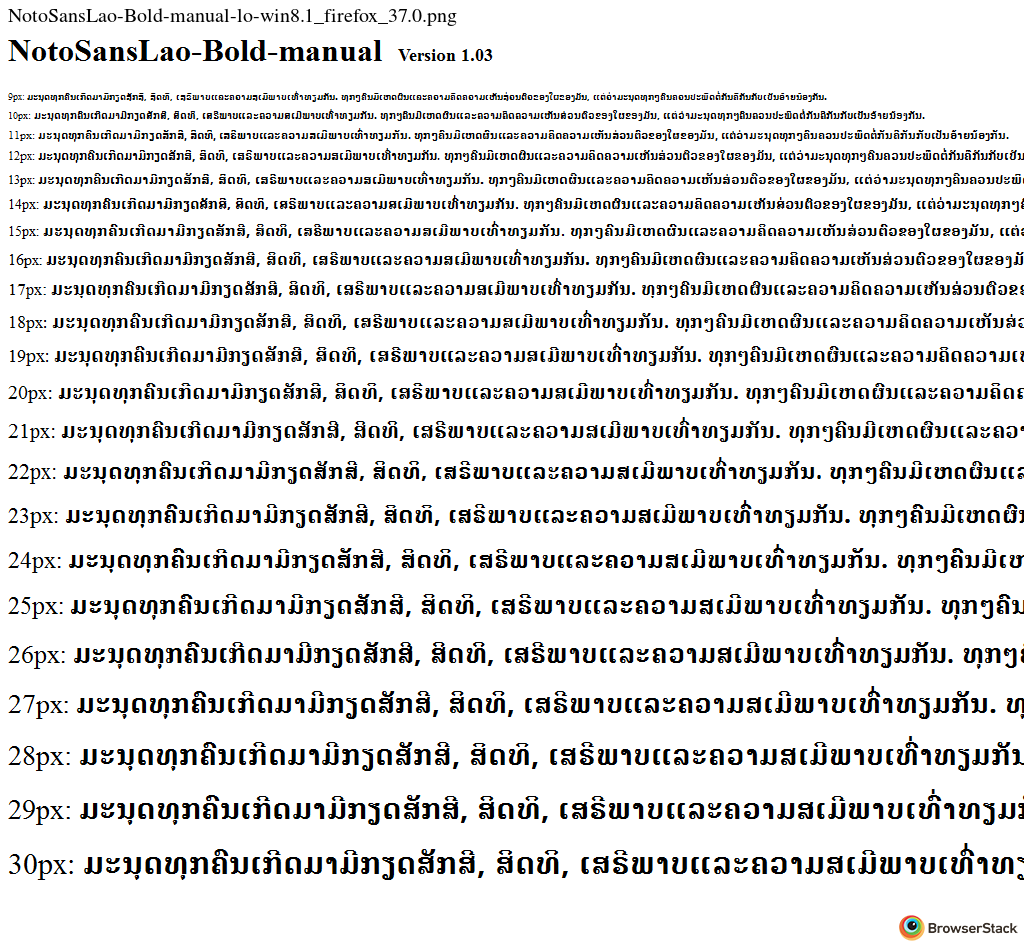 NotoSansLao-Bold-manual-lo-win8.1_firefox_37.0.png
NotoSansLao-Bold-manual Version 1.03
9px: ມະນຸດທຸກຄົນເກີດມາມີກຽດສັກສີ, ສິດທິ, ເສຣີພາບແລະຄວາມສເມີພາບເທົ່າທຽມກັນ. ທຸກໆຄົນມີເຫດຜົນແລະຄວາມຄິດຄວາມເຫັນສ່ວນຕົວຂອງໃຜຂອງມັນ, ແຕ່ວ່າມະນຸດທຸກໆຄົນຄວນປະພຶດຕໍ່ກັນຄືກັນກັບເປັນອ້າຍນ້ອງກັນ.
10px: ມະນຸດທຸກຄົນເກີດມາມີກຽດສັກສີ, ສິດທິ, ເສຣີພາບແລະຄວາມສເມີພາບເທົ່າທຽມກັນ. ທຸກໆຄົນມີເຫດຜົນແລະຄວາມຄິດຄວາມເຫັນສ່ວນຕົວຂອງໃຜຂອງມັນ, ແຕ່ວ່າມະນຸດທຸກໆຄົນຄວນປະພຶດຕໍ່ກັນຄືກັນກັບເປັນອ້າຍນ້ອງກັນ.
11px: ມະນຸດທຸກຄົນເກີດມາມີກຽດສັກສີ, ສິດທິ, ເສຣີພາບແລະຄວາມສເມີພາບເທົ່າທຽມກັນ. ທຸກໆຄົນມີເຫດຜົນແລະຄວາມຄິດຄວາມເຫັນສ່ວນຕົວຂອງໃຜຂອງມັນ, ແຕ່ວ່າມະນຸດທຸກໆຄົນຄວນປະພຶດຕໍ່ກັນຄືກັນກັບເປັນອ້າຍນ້ອງກັນ.
12px: ມະນຸດທຸກຄົນເກີດມາມີກຽດສັກສີ, ສິດທິ, ເສຣີພາບແລະຄວາມສເມີພາບເທົ່າທຽມກັນ. ທຸກໆຄົນມີເຫດຜົນແລະຄວາມຄິດຄວາມເຫັນສ່ວນຕົວຂອງໃຜຂອງມັນ, ແຕ່ວ່າມະນຸດທຸກໆຄົນຄວນປະພຶດຕໍ່ກັນຄືກັນກັບເປັນ
13px: ມະນຸດທຸກຄົນເກີດມາມີກຽດສັກສີ, ສິດທິ, ເສຣີພາບແລະຄວາມສເມີພາບເທົ່າທຽມກັນ. ທຸກໆຄົນມີເຫດຜົນແລະຄວາມຄິດຄວາມເຫັນສ່ວນຕົວຂອງໃຜຂອງມັນ, ແຕ່ວ່າມະນຸດທຸກໆຄົນຄວນປະພຶ
14px: ມະນຸດທຸກຄົນເກີດມາມີກຽດສັກສີ, ສິດທິ, ເສຣີພາບແລະຄວາມສເມີພາບເທົ່າທຽມກັນ. ທຸກໆຄົນມີເຫດຜົນແລະຄວາມຄິດຄວາມເຫັນສ່ວນຕົວຂອງໃຜຂອງມັນ, ແຕ່ວ່າມະນຸດທຸກໆ
15px: ມະນຸດທຸກຄົນເກີດມາມີກຽດສັກສີ, ສິດທິ, ເສຣີພາບແລະຄວາມສເມີພາບເທົ່າທຽມກັນ. ທຸກໆຄົນມີເຫດຜົນແລະຄວາມຄິດຄວາມເຫັນສ່ວນຕົວຂອງໃຜຂອງມັນ, ແຕ່
16px: ມະນຸດທຸກຄົນເກີດມາມີກຽດສັກສີ, ສິດທິ, ເສຣີພາບແລະຄວາມສເມີພາບເທົ່າທຽມກັນ. ທຸກໆຄົນມີເຫດຜົນແລະຄວາມຄິດຄວາມເຫັນສ່ວນຕົວຂອງໃຜຂອງມັ
17px: ມະນຸດທຸກຄົນເກີດມາມີກຽດສັກສີ, ສິດທິ, ເສຣີພາບແລະຄວາມສເມີພາບເທົ່າທຽມກັນ. ທຸກໆຄົນມີເຫດຜົນແລະຄວາມຄິດຄວາມເຫັນສ່ວນຕົວຂ
18px: ມະນຸດທຸກຄົນເກີດມາມີກຽດສັກສີ, ສິດທິ, ເສຣີພາບແລະຄວາມສເມີພາບເທົ່າທຽມກັນ. ທຸກໆຄົນມີເຫດຜົນແລະຄວາມຄິດຄວາມເຫັນສ່
19px: ມະນຸດທຸກຄົນເກີດມາມີກຽດສັກສີ, ສິດທິ, ເສຣີພາບແລະຄວາມສເມີພາບເທົ່າທຽມກັນ. ທຸກໆຄົນມີເຫດຜົນແລະຄວາມຄິດຄວາມເ
20px: ມະນຸດທຸກຄົນເກີດມາມີກຽດສັກສີ, ສິດທິ, ເສຣີພາບແລະຄວາມສເມີພາບເທົ່າທຽມກັນ. ທຸກໆຄົນມີເຫດຜົນແລະຄວາມຄິດຄ
21px: ມະນຸດທຸກຄົນເກີດມາມີກຽດສັກສີ, ສິດທິ, ເສຣີພາບແລະຄວາມສເມີພາບເທົ່າທຽມກັນ. ທຸກໆຄົນມີເຫດຜົນແລະຄວາ
22px: ມະນຸດທຸກຄົນເກີດມາມີກຽດສັກສີ, ສິດທິ, ເສຣີພາບແລະຄວາມສເມີພາບເທົ່າທຽມກັນ. ທຸກໆຄົນມີເຫດຜົນແລ
23px: ມະນຸດທຸກຄົນເກີດມາມີກຽດສັກສີ, ສິດທິ, ເສຣີພາບແລະຄວາມສເມີພາບເທົ່າທຽມກັນ. ທຸກໆຄົນມີເຫດຜົນ
24px: ມະນຸດທຸກຄົນເກີດມາມີກຽດສັກສີ, ສິດທິ, ເສຣີພາບແລະຄວາມສເມີພາບເທົ່າທຽມກັນ. ທຸກໆຄົນມີເຫ
25px: ມະນຸດທຸກຄົນເກີດມາມີກຽດສັກສີ, ສິດທິ, ເສຣີພາບແລະຄວາມສເມີພາບເທົ່າທຽມກັນ. ທຸກໆຄົນ
26px: ມະນຸດທຸກຄົນເກີດມາມີກຽດສັກສີ, ສິດທິ, ເສຣີພາບແລະຄວາມສເມີພາບເທົ່າທຽມກັນ. ທຸກໆ
27px: ມະນຸດທຸກຄົນເກີດມາມີກຽດສັກສີ, ສິດທິ, ເສຣີພາບແລະຄວາມສເມີພາບເທົ່າທຽມກັນ. ທຸ
28px: ມະນຸດທຸກຄົນເກີດມາມີກຽດສັກສີ, ສິດທິ, ເສຣີພາບແລະຄວາມສເມີພາບເທົ່າທຽມກັນ
29px: ມະນຸດທຸກຄົນເກີດມາມີກຽດສັກສີ, ສິດທິ, ເສຣີພາບແລະຄວາມສເມີພາບເທົ່າທຽມກັ
30px: ມະນຸດທຸກຄົນເກີດມາມີກຽດສັກສີ, ສິດທິ, ເສຣີພາບແລະຄວາມສເມີພາບເທົ່າທຽ
BrowserStack